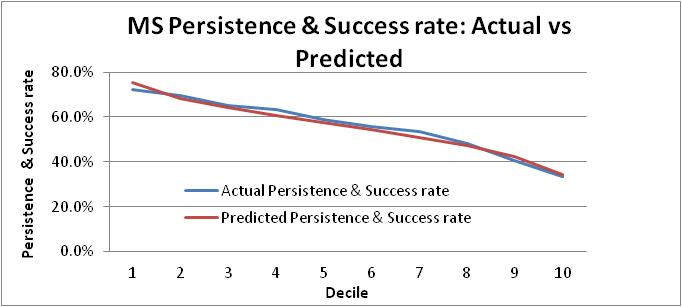 MS Persistence & Success rate: Actual vs
Predicted
Persistence & Success rate
80.0%
60.0%
40.0%
20.0%
0.0%
Actual Persistence & Success rate
Predicted Persistence & Success rate
1 2 3 4 5 6 7 8 9 10
Decile